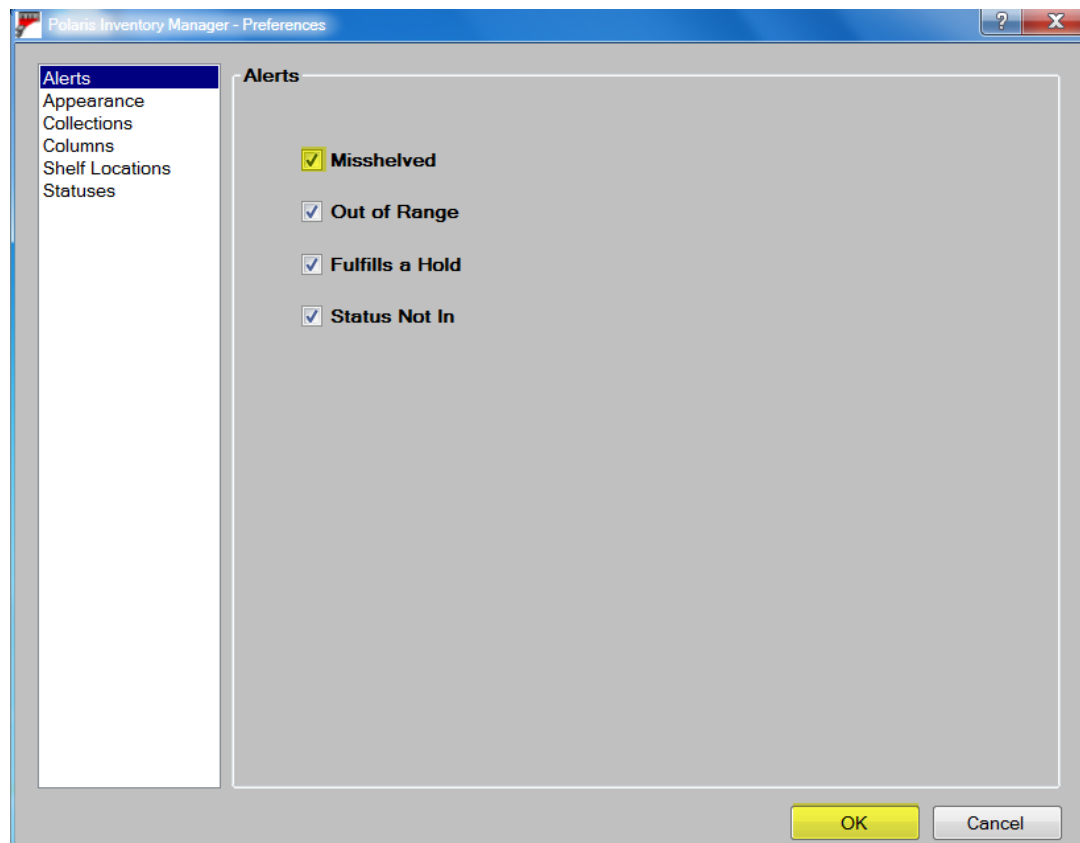 Polaris Inventory Manager - Preferences
?
X
Alerts
Appearance
Collections
Columns
Shelf Locations
Statuses
Alerts
Misshelved
Out of Range
Fulfills a Hold
Status Not In
OK
Cancel